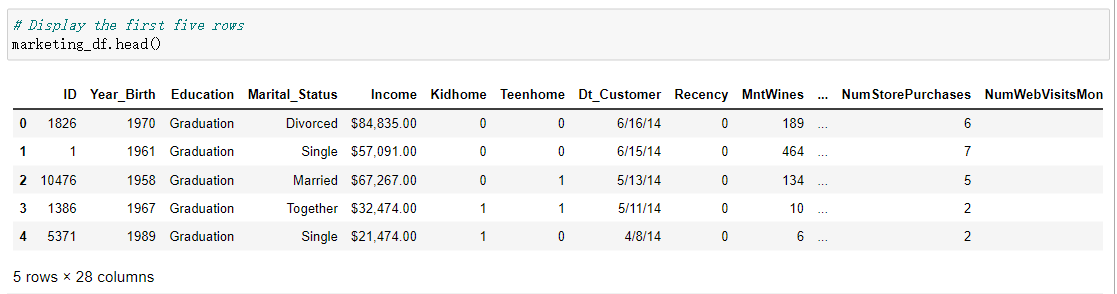 # Display the first five rows
marketing_df.head()
ID Year_Birth Education Marital_Status Income Kidhome Teenhome Dt_Customer Recency MntWines ... NumStorePurchases NumWebVisitsMon
0 1826 1970 Graduation Divorced $84,835.00 0 0 6/16/14 0 189 ... 6
1 1 1961 Graduation Single $57,091.00 0 0 6/15/14 0 464 ... 7
2 10476 1958 Graduation Married $67,267.00 0 1 5/13/14 0 134 ... 5
3 1386 1967 Graduation Together $32,474.00 1 1 5/11/14 0 10 ... 2
4 5371 1989 Graduation Single $21,474.00 1 0 4/8/14 0 6 ... 2
5 rows × 28 columns